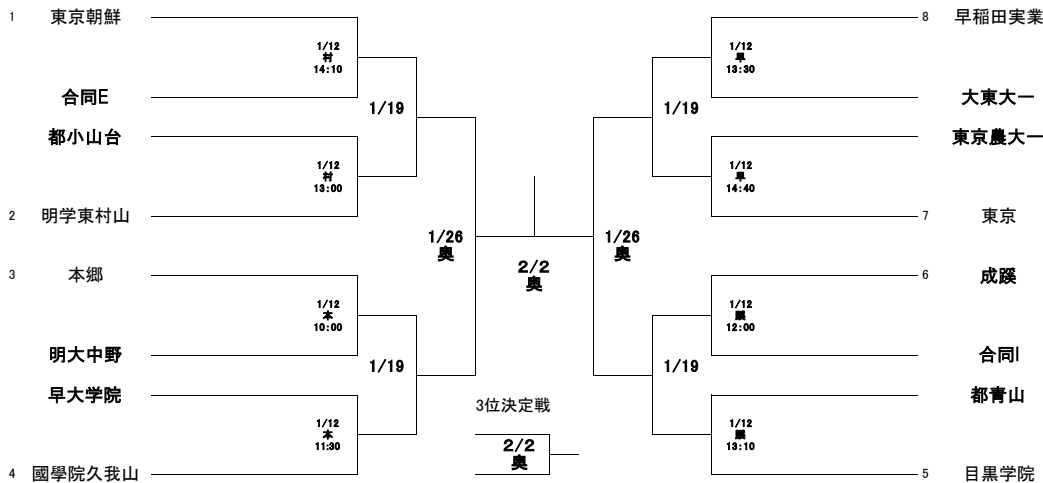 1 東京朝鮮
1/12
村
14:10
合同E
1/19
都小山台
1/12
村
13:00
2 明学東村山
1/26
奥
3 本郷
1/12
本
10:00
明大中野
1/19
早大学院
1/12
本
11:30
4 國學院久我山
2/2
奥
3位決定戦
2/2
奥
8 早稲田実業
1/12
早
13:30
大東大一
1/19
東京農大一
1/12
早
14:40
7 東京
1/26
奥
6 成蹊
1/12
蹊
12:00
合同I
1/19
都青山
1/12
蹊
13:10
5 目黒学院